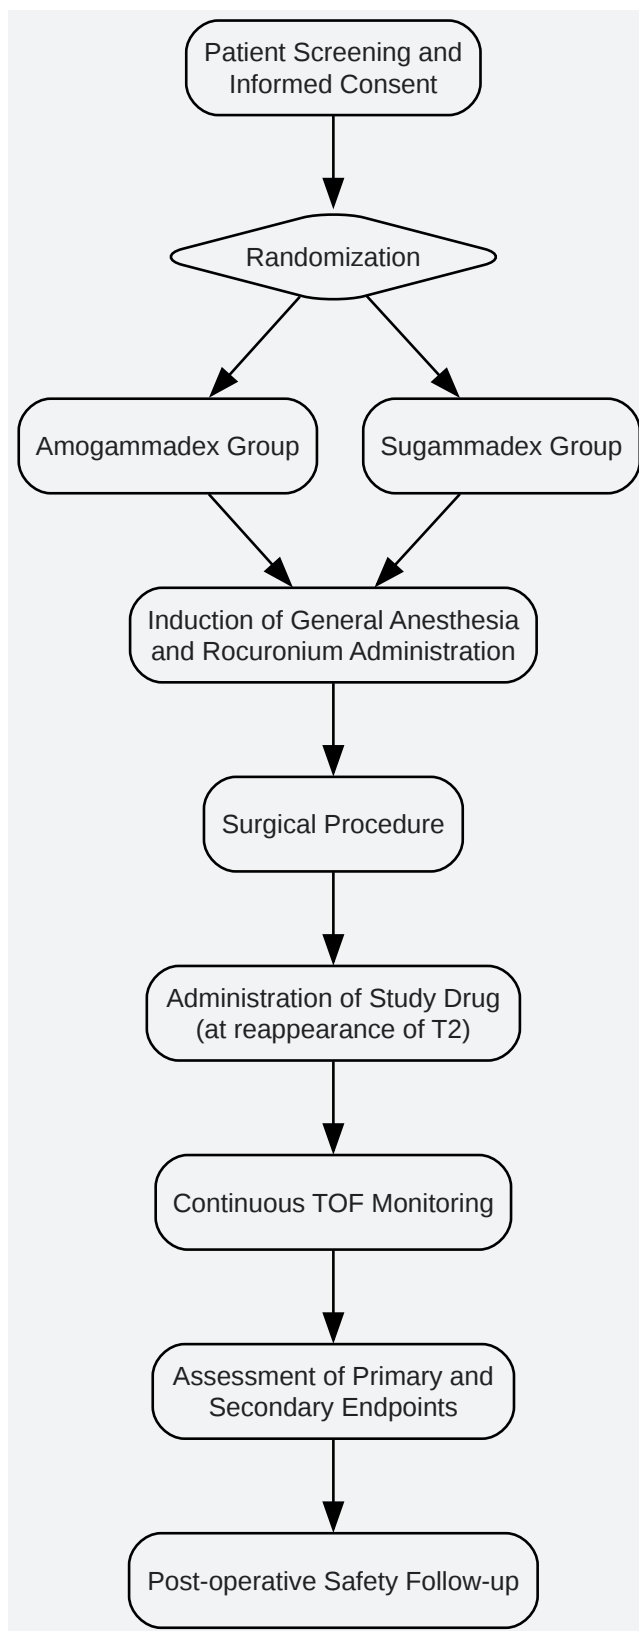 Patient Screening and
Informed Consent
Randomization
Amogammadex Group
Sugammadex Group
Induction of General Anesthesia
and Rocuronium Administration
Surgical Procedure
Administration of Study Drug
(at reappearance of T2)
Continuous TOF Monitoring
Assessment of Primary and
Secondary Endpoints
Post-operative Safety Follow-up